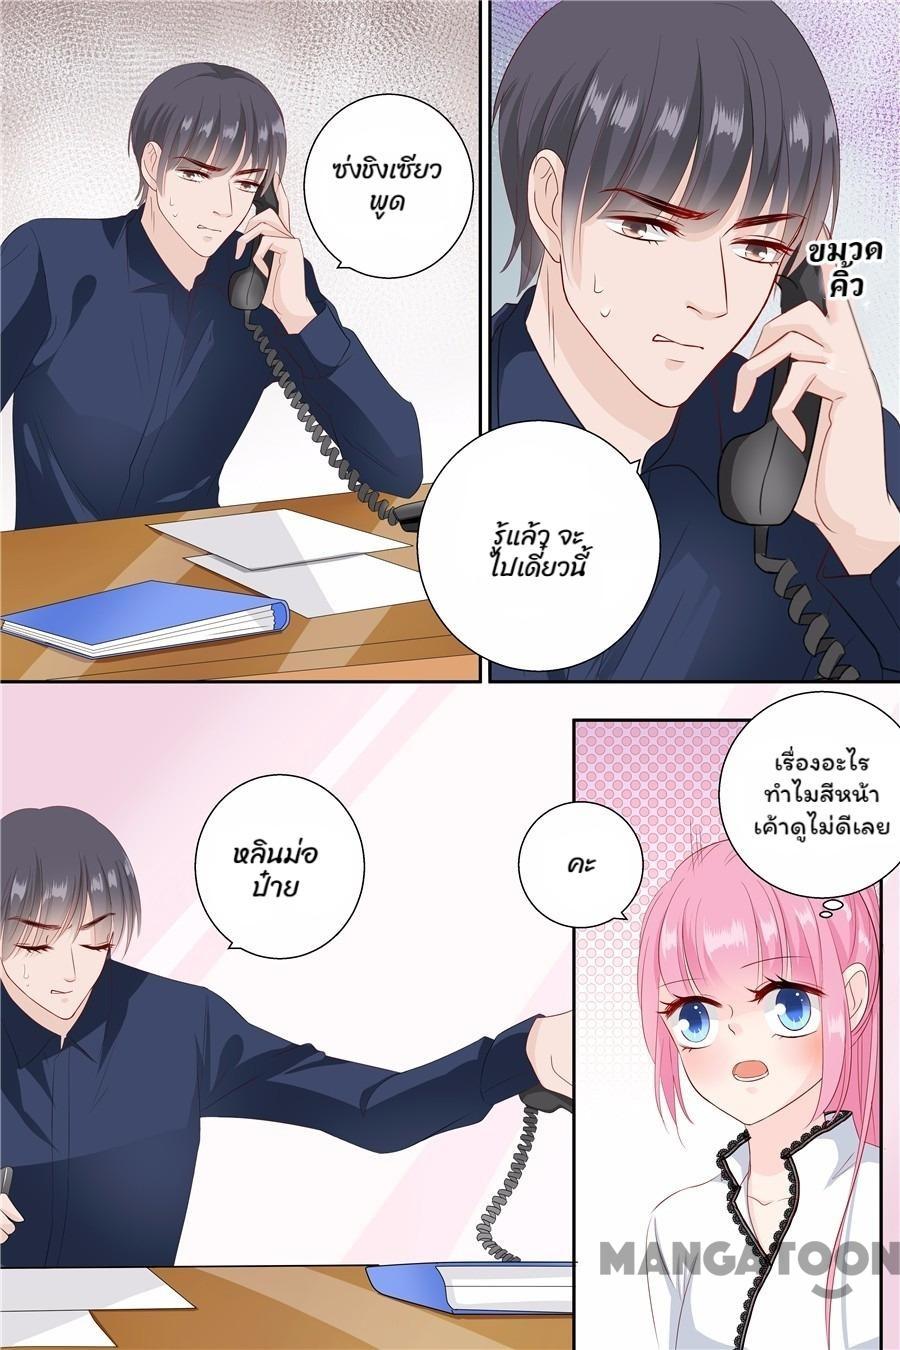 ซ่งชิงเซียว
พูด
ขมวด
คิ้ว
รู้แล้ว จะ
ไปเดี๋ยวนี้
หลินม่อ
ป๋าย
คะ
เรื่องอะไร
ทำไมสีหน้า
เค้าดูไม่ดีเลย
MANGATOON